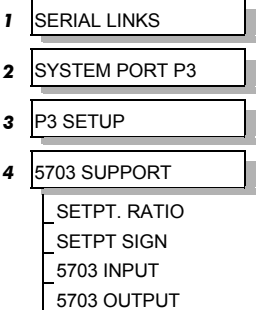 1 SERIAL LINKS
2 SYSTEM PORT P3
3 P3 SETUP
4 5703 SUPPORT
SETPT. RATIO
SETPT SIGN
5703 INPUT
5703 OUTPUT